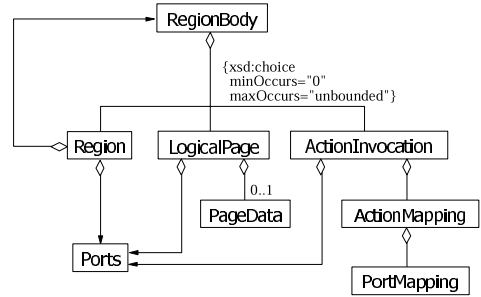 RegionBody
{xsd:choice
minOccurs="0"
maxOccurs="unbounded"}
Region
LogicalPage
ActionInvocation
0..1
PageData
ActionMapping
Ports
PortMapping